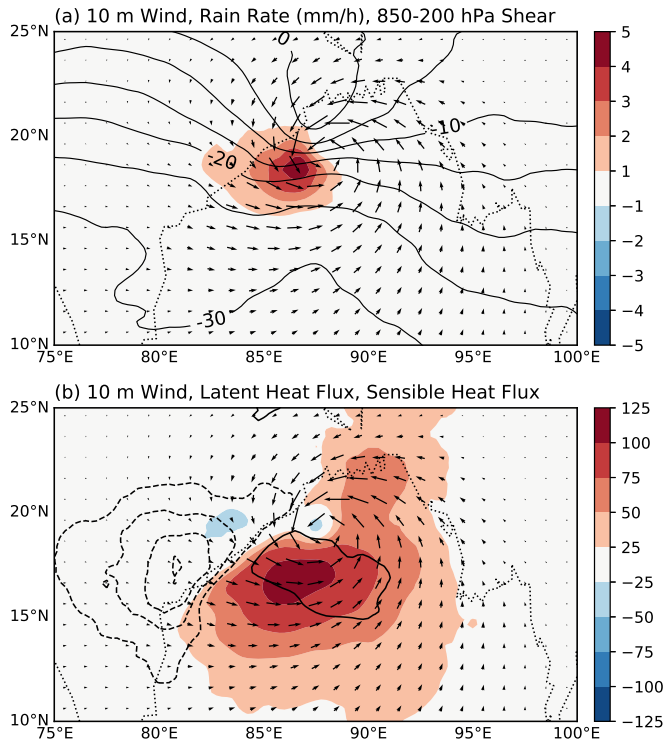 (a) 10 m Wind, Rain Rate (mm/h), 850-200 hPa Shear
25°N
20°N
15°N
10°N
75°E 80°E 85°E 90°E 95°E 100°E
0
-10
-20
-30
5
4
3
2
1
−1
−2
−3
−4
−5
(b) 10 m Wind, Latent Heat Flux, Sensible Heat Flux
25°N
20°N
15°N
10°N
75°E 80°E 85°E 90°E 95°E 100°E
125
100
75
50
25
−25
−50
−75
−100
−125